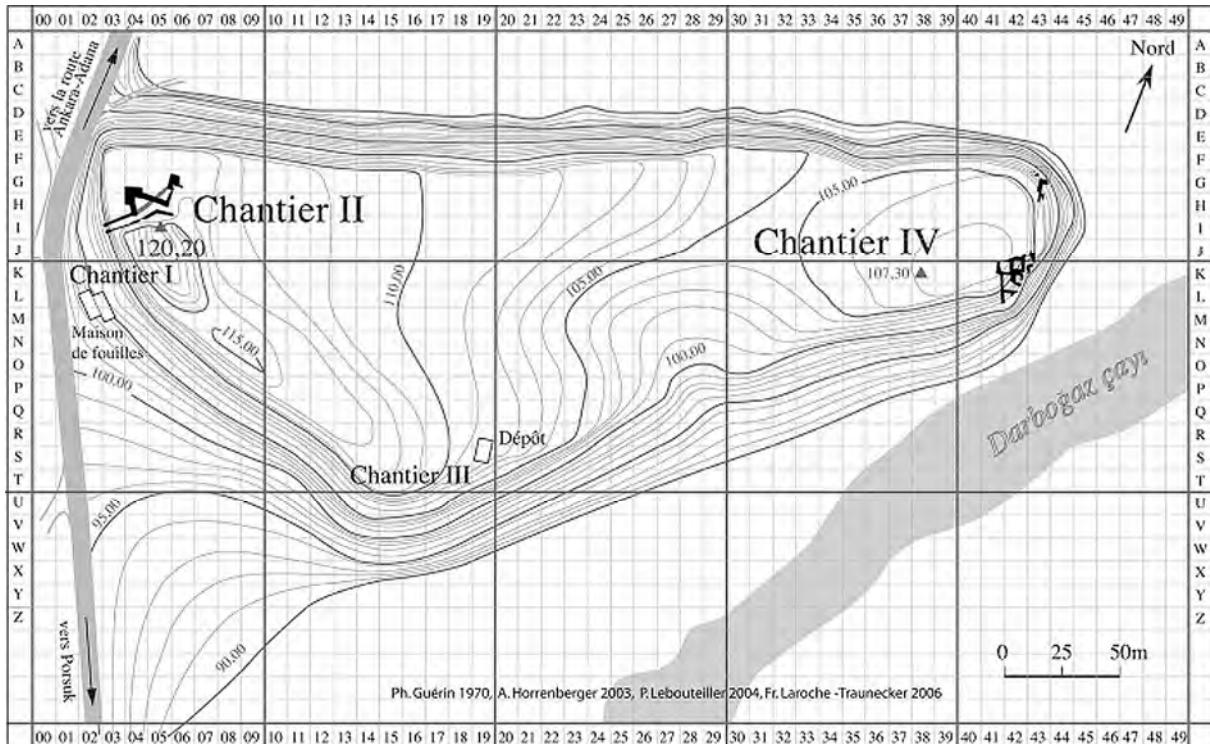 00 01 02 03 04 05 06 07 08 09 10 11 12 13 14 15 16 17 18 19 20 21 22 23 24 25 26 27 28 29 30 31 32 33 34 35 36 37 38 39 40 41 42 43 44 45 46 47 48 49
A
B
C
D
E
F
G
H
I
J
K
L
M
N
O
P
Q
R
S
T
U
V
W
X
Y
Z
vers la route
Ankara-Adana
Nord
Chantier II
120,20
Chantier I
Maison
de fouilles
115,00
110,00
105,00
105,00
Chantier IV
107,30
100,00
100,00
Dépôt
Chantier III
95,00
90,00
vers Porsuk
Darboğaz çayı
0 25 50m
Ph. Guérin 1970, A. Horrenberger 2003, P. Lebouteiller 2004, Fr. Laroche -Traunecker 2006
A
B
C
D
E
F
G
H
I
J
K
L
M
N
O
P
Q
R
S
T
U
V
W
X
Y
Z
00 01 02 03 04 05 06 07 08 09 10 11 12 13 14 15 16 17 18 19 20 21 22 23 24 25 26 27 28 29 30 31 32 33 34 35 36 37 38 39 40 41 42 43 44 45 46 47 48 49